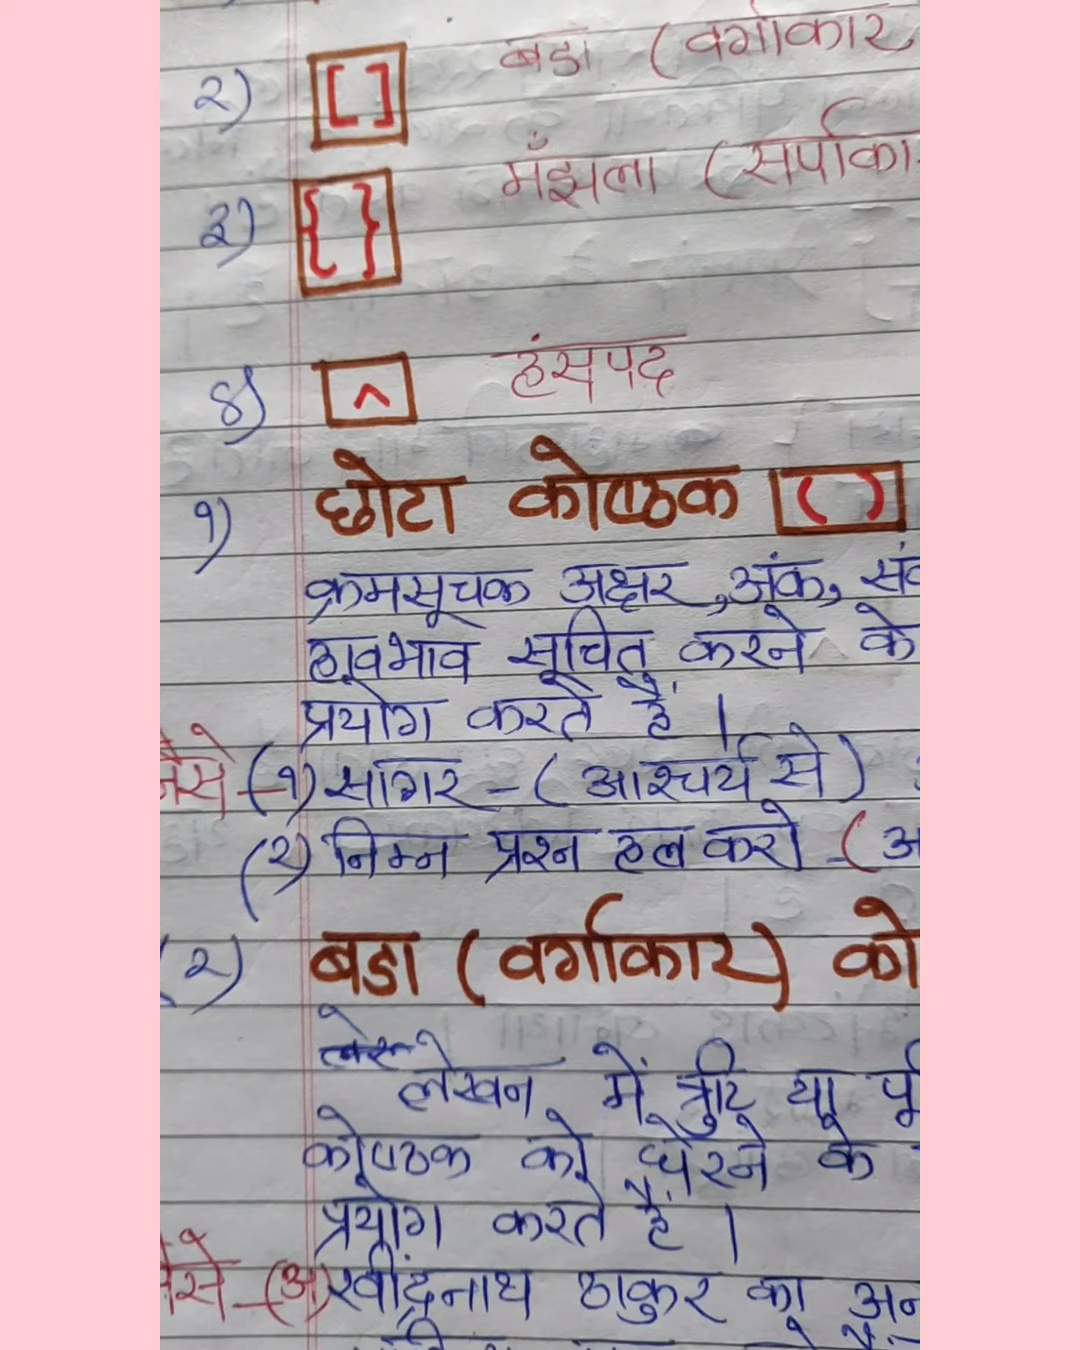 २) [ ] बडा (वर्गाकार
३) { } मँझला (सर्पाका
४) ^ हंसपद
१) छोटा कोष्ठक ( )
क्रमसूचक अक्षर, अंक,
हावभाव सूचित करने के
प्रयोग करते हैं ।
जैसे – (१) सागर – ( आश्चर्य से )
(२) निम्न प्रश्न हल करो – (अ
(२) बडा (वर्गाकार) को
लेखन में त्रुटि या
कोष्ठक को घेरने के
प्रयोग करते हैं ।
जैसे – (अ) रवींद्रनाथ ठाकुर का अन